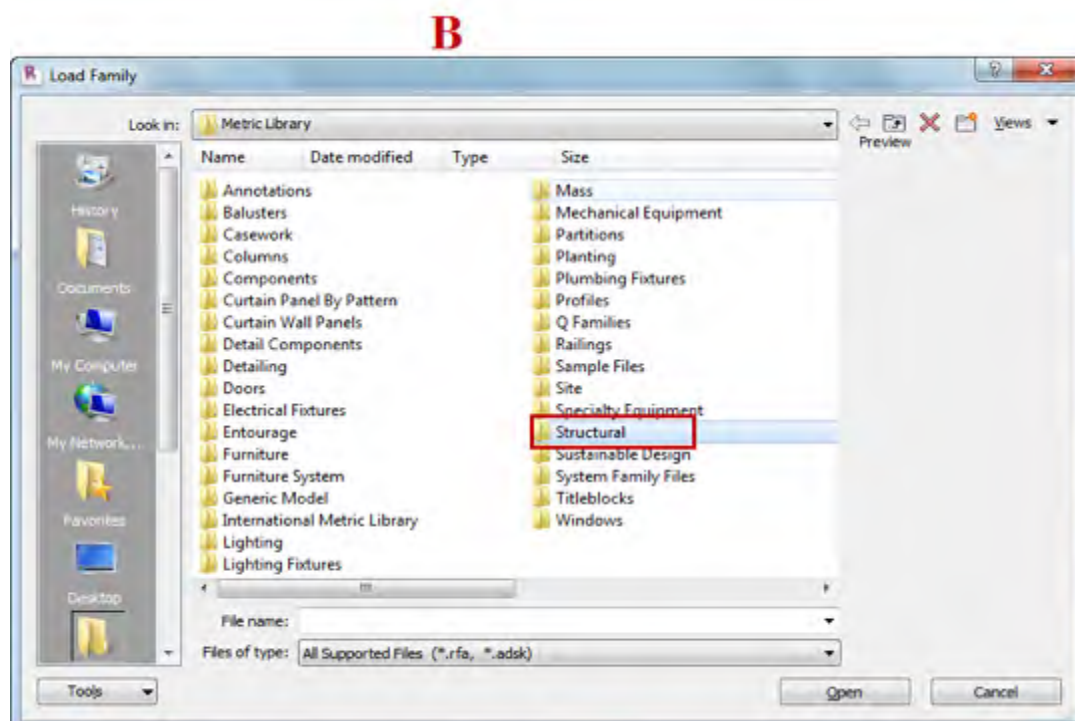 B
Load Family
Look in: Metric Library Views
Preview
Name Date modified Type Size
Annotations
Balusters
Casework
Columns
Components
Curtain Panel By Pattern
Curtain Wall Panels
Detail Components
Detailing
Doors
Electrical Fixtures
Entourage
Furniture
Furniture System
Generic Model
International Metric Library
Lighting
Lighting Fixtures
Mass
Mechanical Equipment
Partitions
Planting
Plumbing Fixtures
Profiles
Q Families
Railings
Sample Files
Site
Specialty Equipment
Structural
Sustainable Design
System Family Files
Titleblocks
Windows
History
Documents
My Computer
My Network...
Favorites
Desktop
File name:
Files of type: All Supported Files (*.rfa, *.adsk)
Tools Open Cancel